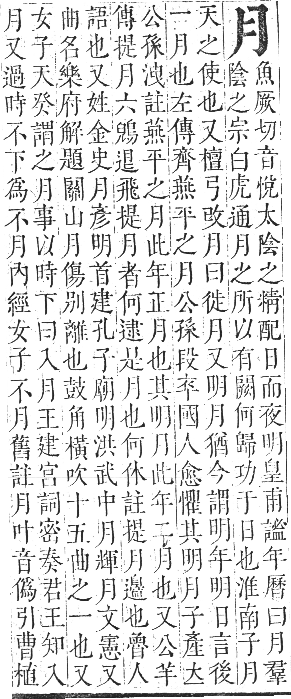 月
魚厥切音悅太陰之精配日而夜明皇甫謐年曆曰月羣
陰之宗白虎通月之所以有闕何歸功于日也淮南子月
天之使也又檀弓攺月曰徙月又明月猶今謂明年明日言後
一月也左傳齊燕平之月公孫段卒國人愈懼其明月子產立
公孫洩註燕平之月此年正月也其明月此年二月也又公羊
傳提月六鶂退飛提月者何逮是月也何休註提月邊也魯人
語也又姓金史月彥明首建孔子廟明洪武中月輝月文憲又
曲名樂府解題關山月傷别離也鼓角橫吹十五曲之一也又
女子天癸謂之月事以時下曰入月王建宮詞密奏君王知入
月又過時不下為不月內經女子不月舊註月叶音僞引曹植